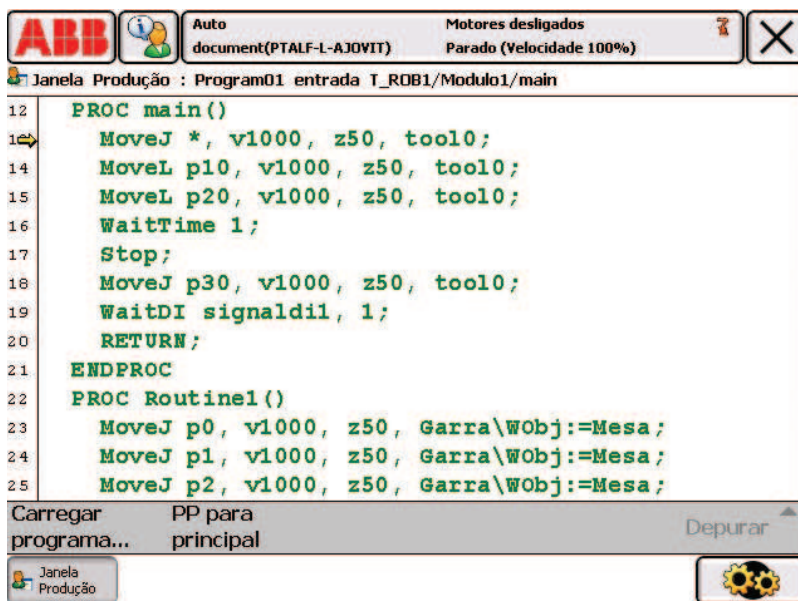 ABB
Auto
document(PTALF-L-AJOVIT)
Motores desligados
Parado (Velocidade 100%)
Janela Produção : Program01 entrada T_ROB1/Modulo1/main
12 PROC main()
MoveJ *, v1000, z50, tool0;
14 MoveL p10, v1000, z50, tool0;
15 MoveL p20, v1000, z50, tool0;
16 WaitTime 1;
17 Stop;
18 MoveJ p30, v1000, z50, tool0;
19 WaitDI signaldi1, 1;
20 RETURN;
21 ENDPROC
22 PROC Routine1()
23 MoveJ p0, v1000, z50, Garra\WObj:=Mesa;
24 MoveJ p1, v1000, z50, Garra\WObj:=Mesa;
25 MoveJ p2, v1000, z50, Garra\WObj:=Mesa;
Carregar programa...
PP para principal
Depurar
Janela Produção